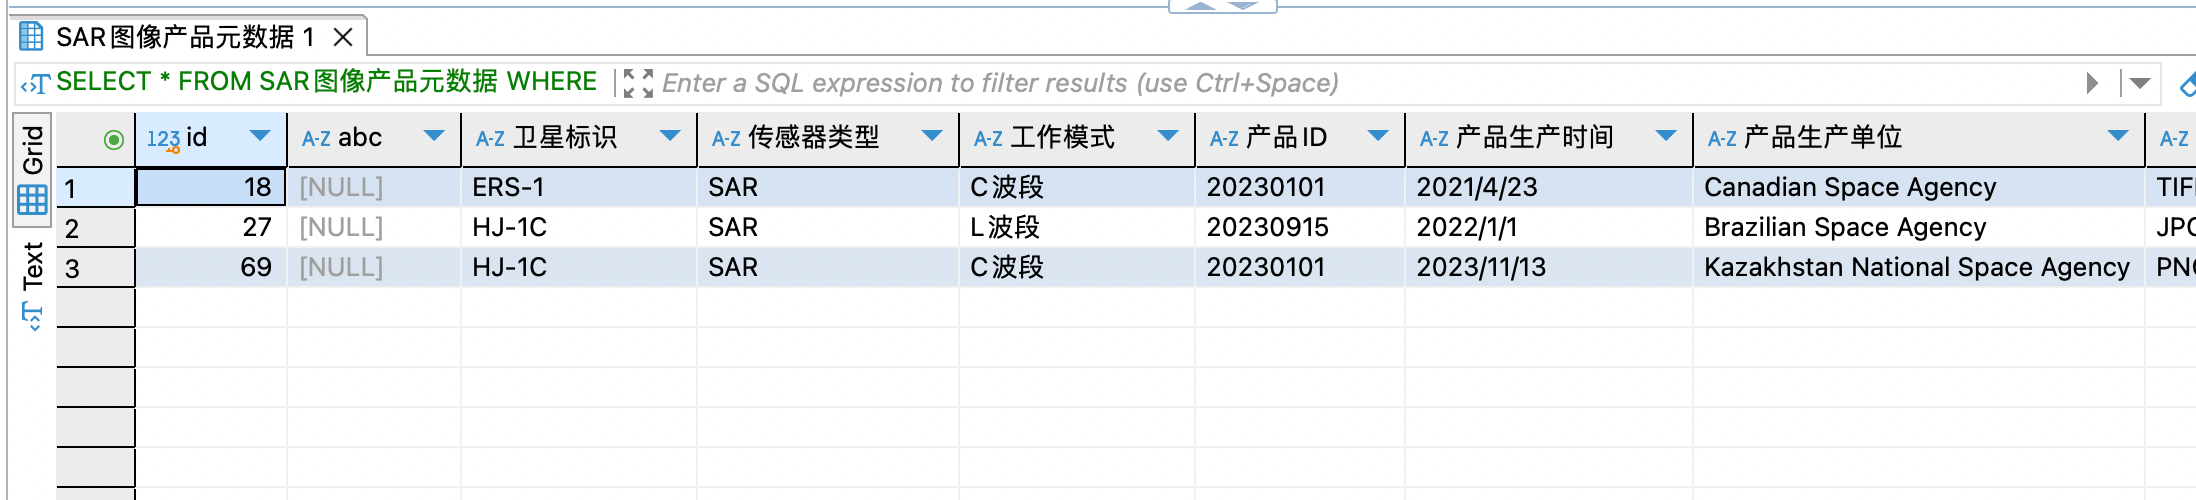 SAR图像产品元数据 1
SELECT * FROM SAR图像产品元数据 WHERE Enter a SQL expression to filter results (use Ctrl+Space)
Grid
Text
123 id A-Z abc A-Z 卫星标识 A-Z 传感器类型 A-Z 工作模式 A-Z 产品ID A-Z 产品生产时间 A-Z 产品生产单位 A-Z
1 18 [NULL] ERS-1 SAR C波段 20230101 2021/4/23 Canadian Space Agency
2 27 [NULL] HJ-1C SAR L波段 20230915 2022/1/1 Brazilian Space Agency
3 69 [NULL] HJ-1C SAR C波段 20230101 2023/11/13 Kazakhstan National Space Agency